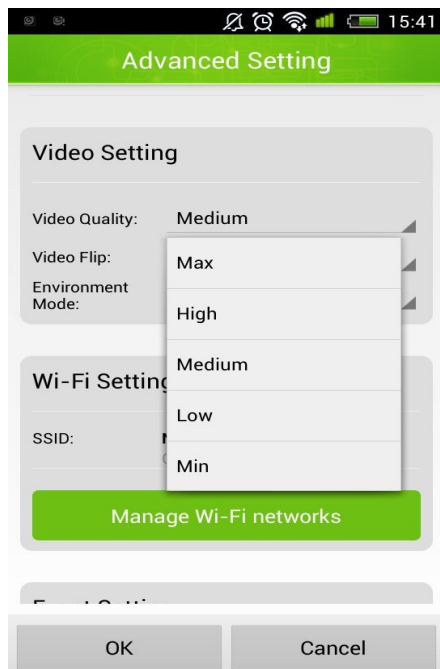 15:41
Advanced Setting
Video Setting
Video Quality: Medium
Video Flip:
Max
Environment
Mode:
High
Medium
Wi-Fi Setting
Low
SSID:
Min
Manage Wi-Fi networks
OK Cancel